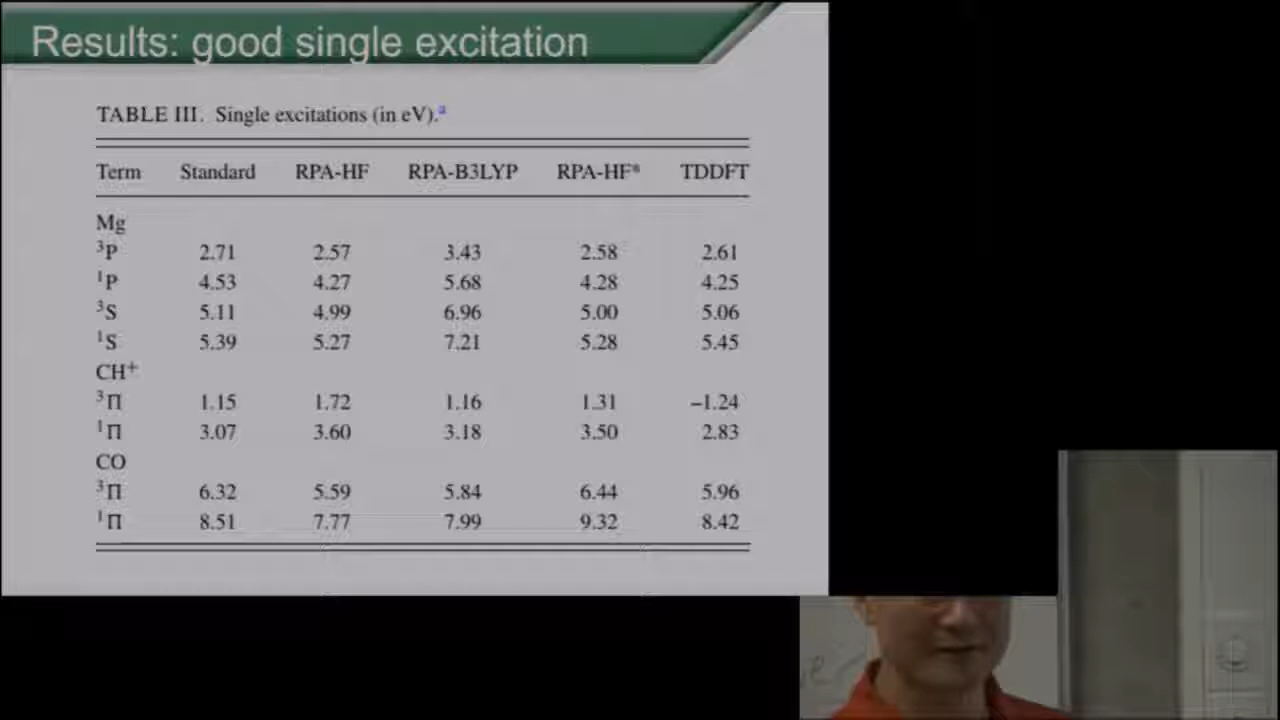 Results: good single excitation
TABLE III. Single excitations (in eV).ᵃ
Term Standard RPA-HF RPA-B3LYP RPA-HF* TDDFT
Mg
³P 2.71 2.57 3.43 2.58 2.61
¹P 4.53 4.27 5.68 4.28 4.25
³S 5.11 4.99 6.96 5.00 5.06
¹S 5.39 5.27 7.21 5.28 5.45
CH⁺
³Π 1.15 1.72 1.16 1.31 –1.24
¹Π 3.07 3.60 3.18 3.50 2.83
CO
³Π 6.32 5.59 5.84 6.44 5.96
¹Π 8.51 7.77 7.99 9.32 8.42